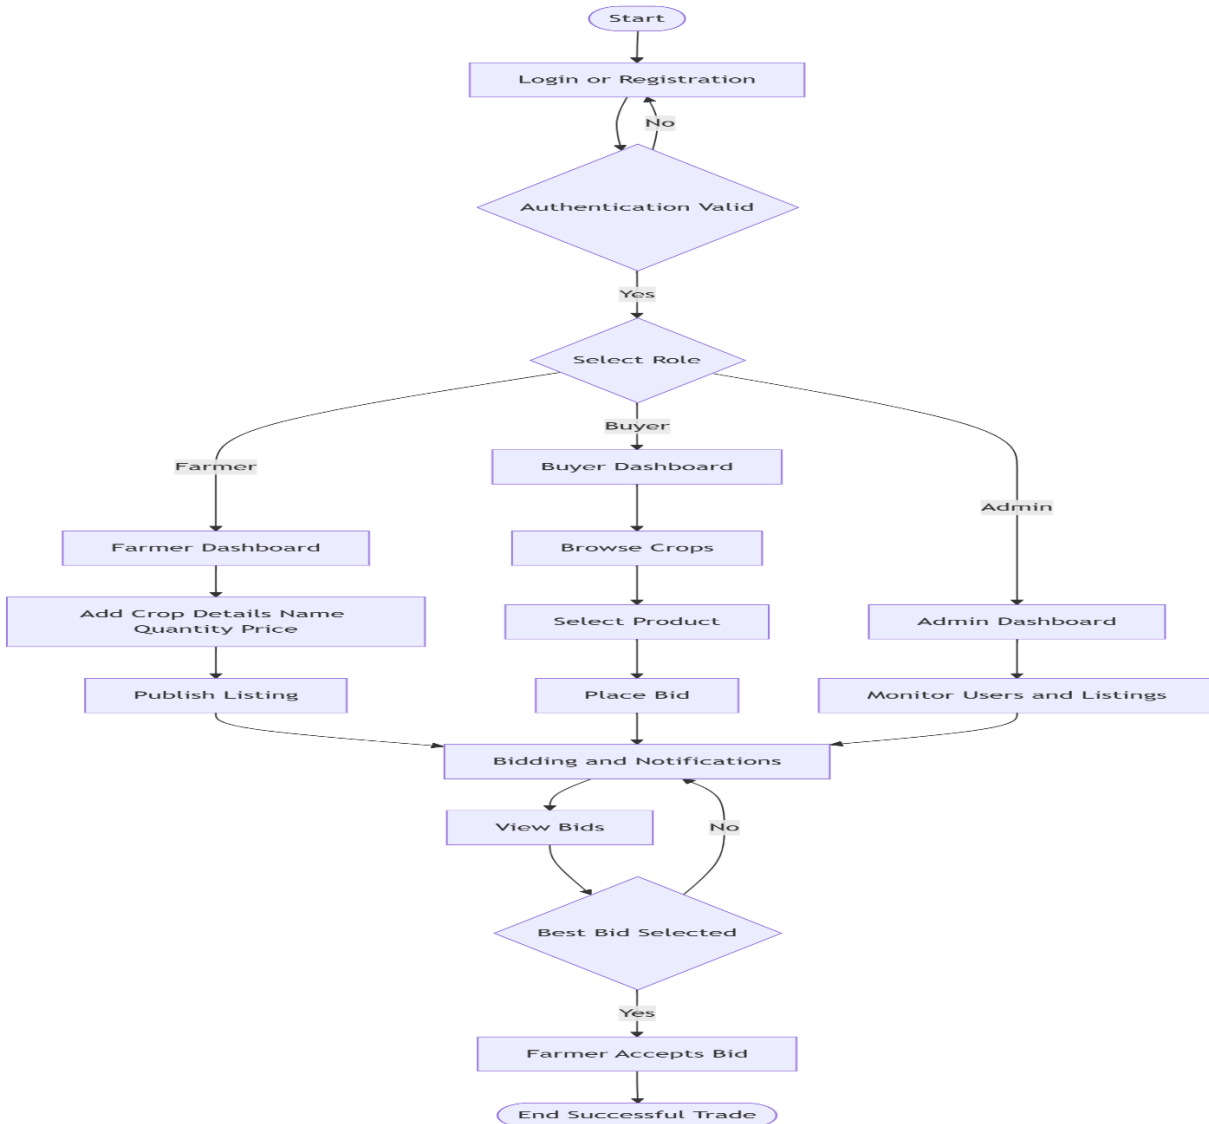 Start
Login or Registration
No
Authentication Valid
Yes
Select Role
Buyer
Farmer
Buyer Dashboard
Admin
Farmer Dashboard
Browse Crops
Add Crop Details Name
Quantity Price
Select Product
Admin Dashboard
Publish Listing
Place Bid
Monitor Users and Listings
Bidding and Notifications
View Bids
No
Best Bid Selected
Yes
Farmer Accepts Bid
End Successful Trade